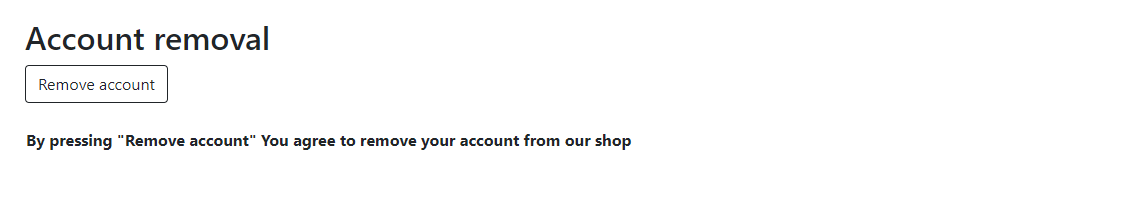 Account removal
Remove account
By pressing "Remove account" You agree to remove your account from our shop